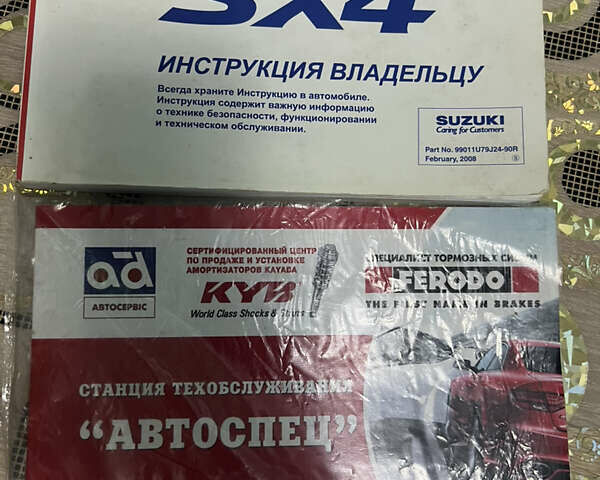 SX4
ИНСТРУКЦИЯ ВЛАДЕЛЬЦУ
Всегда храните Инструкцию в автомобиле.
Инструкция содержит важную информацию
о технике безопасности, функционировании
и техническом обслуживании.
SUZUKI
Caring for Customers
Part No. 99011U79J24-90R
February, 2008
ad
АВТОСЕРВІС
СЕРТИФИЦИРОВАННЫЙ ЦЕНТР
ПО ПРОДАЖЕ И УСТАНОВКЕ
АМОРТИЗАТОРОВ KAYABA
KYB
World Class Shocks & Struts
СПЕЦИАЛИСТ ТОРМОЗНЫХ СИСТЕМ
FERODO
THE FIRST NAME IN BRAKES
СТАНЦИЯ ТЕХОБСЛУЖИВАНИЯ
“АВТОСПЕЦ”